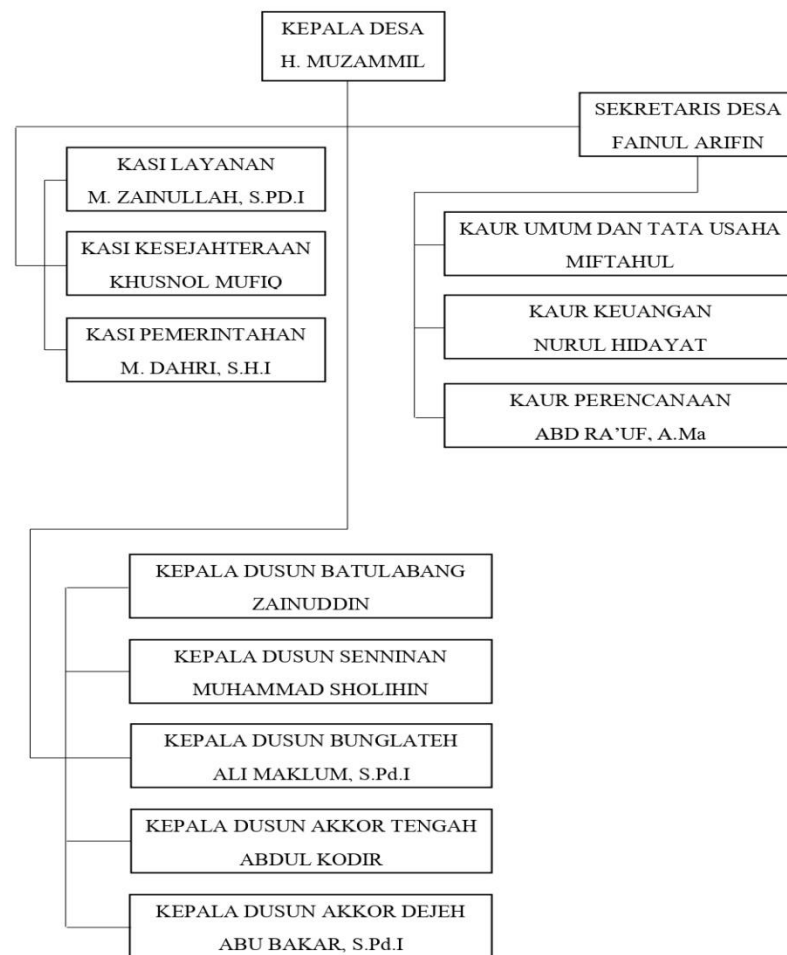 KEPALA DESA
H. MUZAMMIL
SEKRETARIS DESA
FAINUL ARIFIN
KASI LAYANAN
M. ZAINULLAH, S.PD.I
KASI KESEJAHTERAAN
KHUSNOL MUFIQ
KASI PEMERINTAHAN
M. DAHRI, S.H.I
KAUR UMUM DAN TATA USAHA
MIFTAHUL
KAUR KEUANGAN
NURUL HIDAYAT
KAUR PERENCANAAN
ABD RA’UF, A.Ma
KEPALA DUSUN BATULABANG
ZAINUDDIN
KEPALA DUSUN SENNINAN
MUHAMMAD SHOLIHIN
KEPALA DUSUN BUNGLATEH
ALI MAKLUM, S.Pd.I
KEPALA DUSUN AKKOR TENGAH
ABDUL KODIR
KEPALA DUSUN AKKOR DEJEH
ABU BAKAR, S.Pd.I